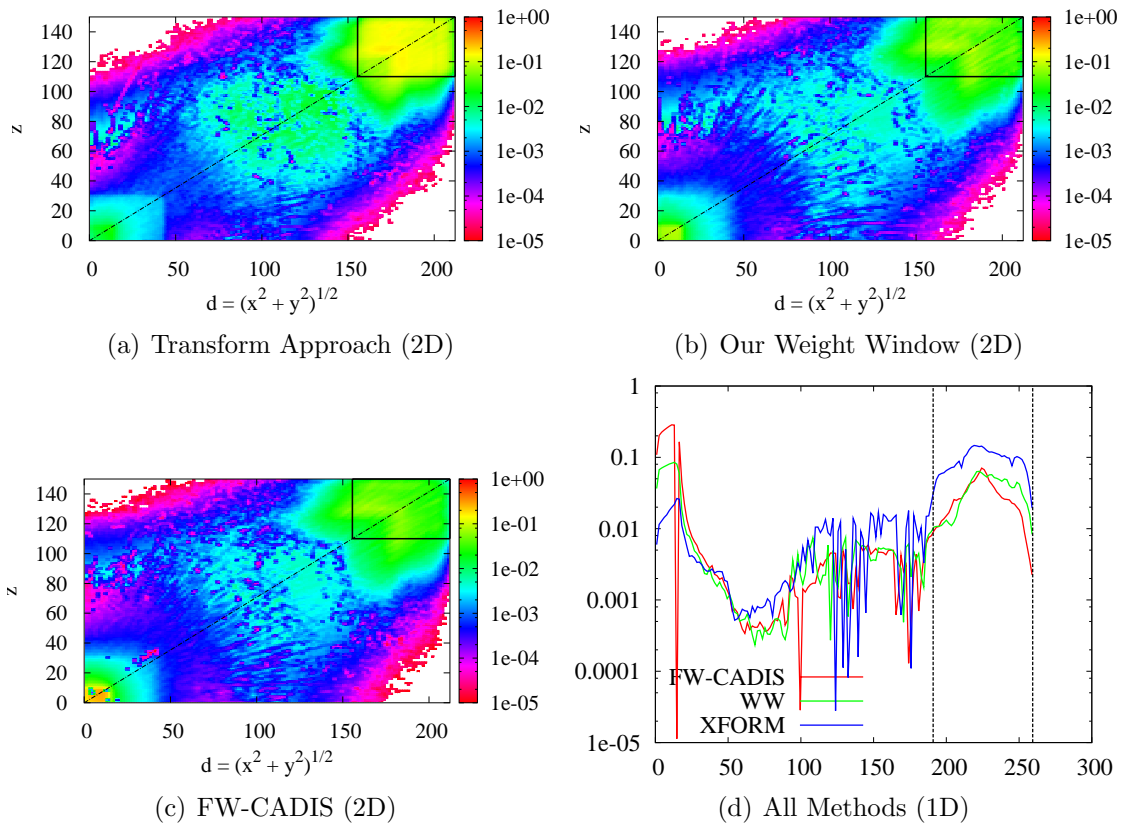 150
140
120
100
80
60
40
20
0
z
0 50 100 150 200
d = (x² + y²)^1/2
1e+00
1e-01
1e-02
1e-03
1e-04
1e-05
(a) Transform Approach (2D)
140
120
100
80
60
40
20
0
z
0 50 100 150 200
d = (x² + y²)^1/2
1e+00
1e-01
1e-02
1e-03
1e-04
1e-05
(b) Our Weight Window (2D)
140
120
100
80
60
40
20
0
z
0 50 100 150 200
d = (x² + y²)^1/2
1e+00
1e-01
1e-02
1e-03
1e-04
1e-05
(c) FW-CADIS (2D)
1
0.1
0.01
0.001
0.0001
1e-05
FW-CADIS
WW
XFORM
0 50 100 150 200 250 300
(d) All Methods (1D)